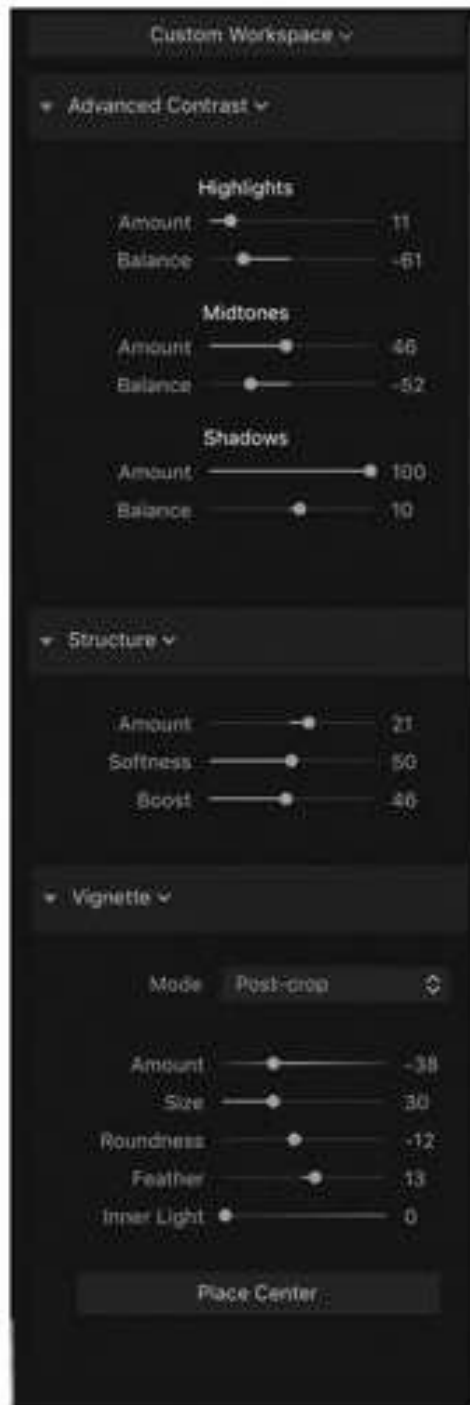 Custom Workspace
Advanced Contrast
Highlights
Amount 11
Balance -61
Midtones
Amount 46
Balance -52
Shadows
Amount 100
Balance 10
Structure
Amount 21
Softness 50
Boost 46
Vignette
Mode Post-crop
Amount -38
Size 30
Roundness -12
Feather 13
Inner Light 0
Place Center